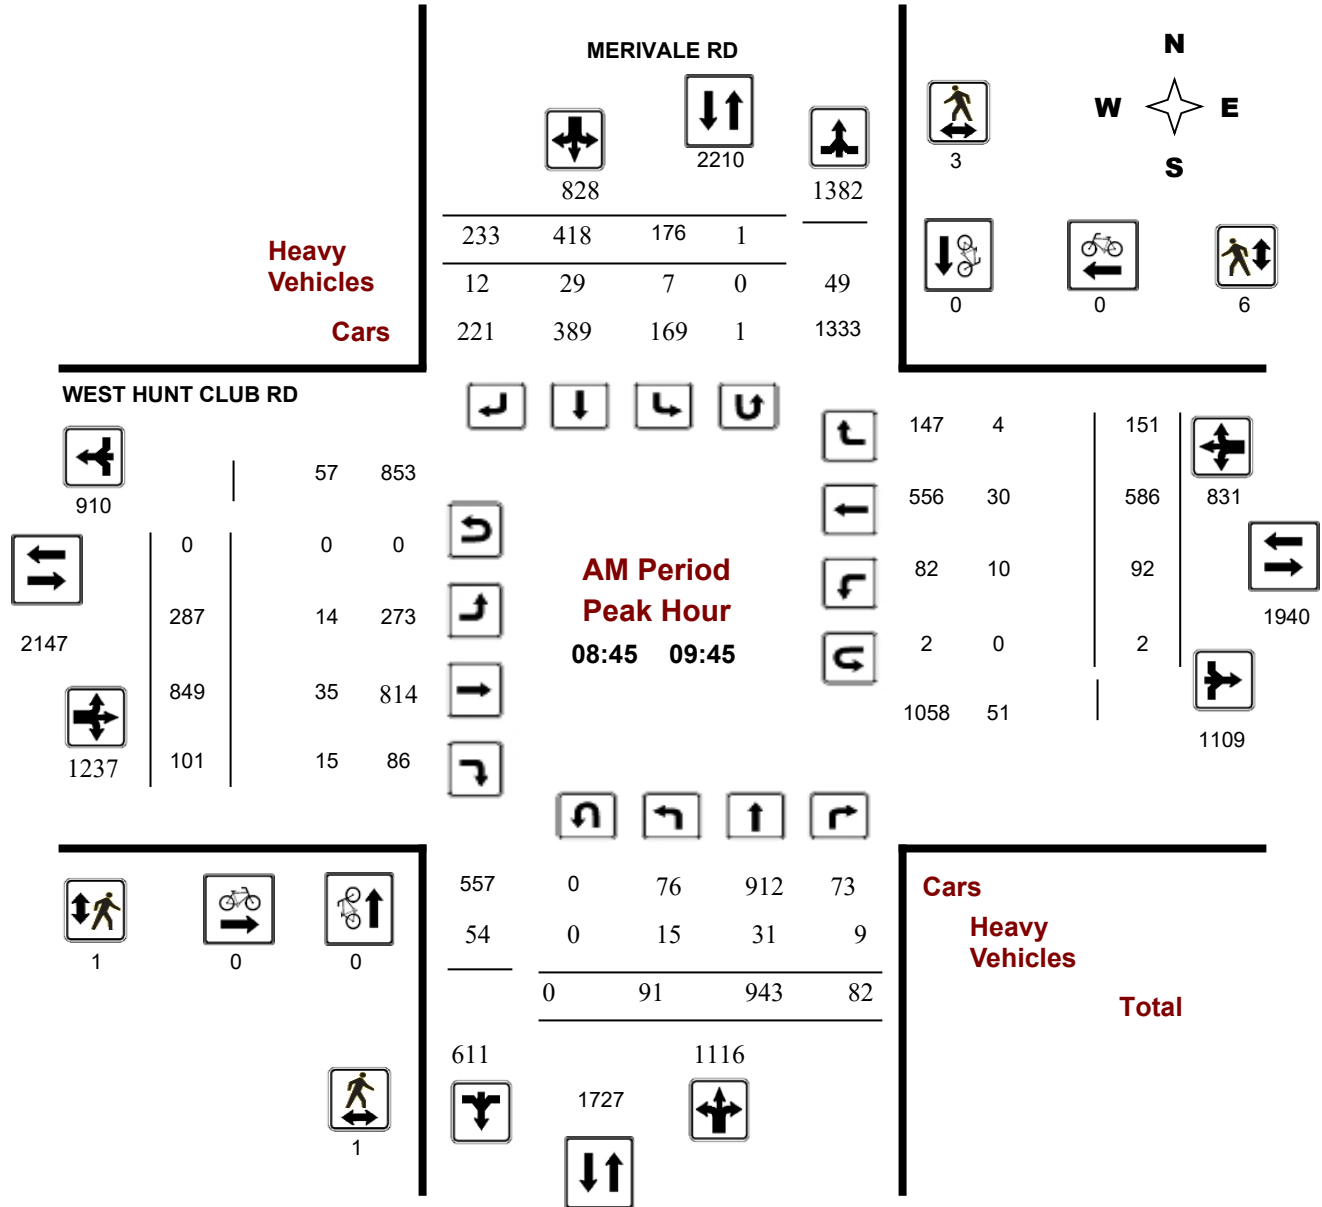 MERIVALE RD
N
W E
S
2210
3
828 1382
233 418 176 1
Heavy
Vehicles
12 29 7 0 49
0 0 6
Cars
221 389 169 1 1333
WEST HUNT CLUB RD
147 4 151
57 853
910
556 30 586 831
0 0 0
AM Period
Peak Hour
08:45 09:45
82 10 92
287 14 273
1940
2147
2 0 2
849 35 814
1058 51
1109
1237 101 15 86
557 0 76 912 73
Cars
54 0 15 31 9
Heavy
Vehicles
1 0 0
0 91 943 82
Total
611 1116
1727
1